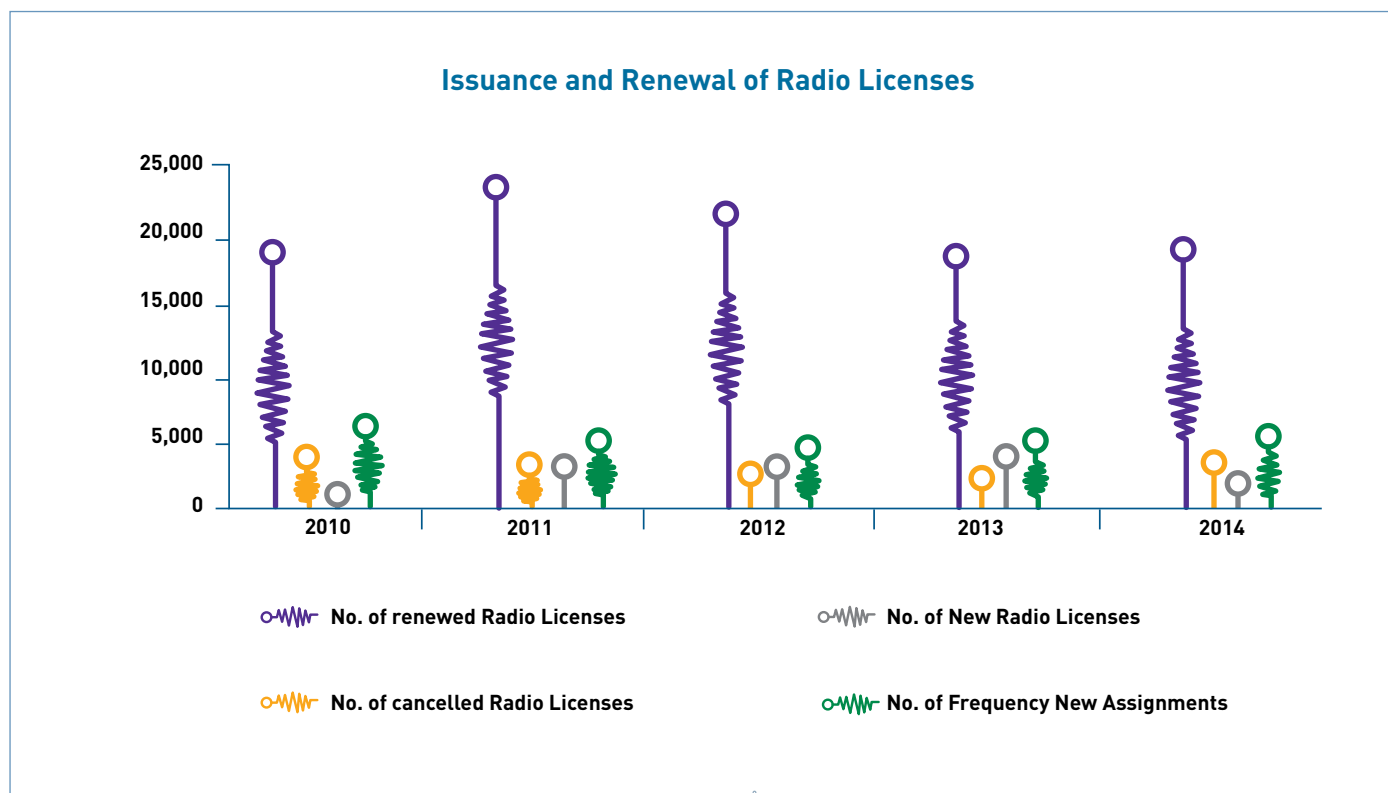 Issuance and Renewal of Radio Licenses
25,000
20,000
15,000
10,000
5,000
0
2010 2011 2012 2013 2014
No. of renewed Radio Licenses
No. of New Radio Licenses
No. of cancelled Radio Licenses
No. of Frequency New Assignments